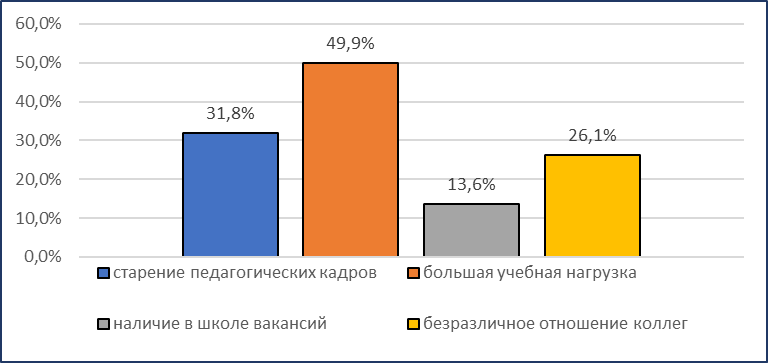 60,0%
50,0%
40,0%
30,0%
20,0%
10,0%
0,0%
31,8%
49,9%
13,6%
26,1%
старение педагогических кадров
большая учебная нагрузка
наличие в школе вакансий
безразличное отношение коллег